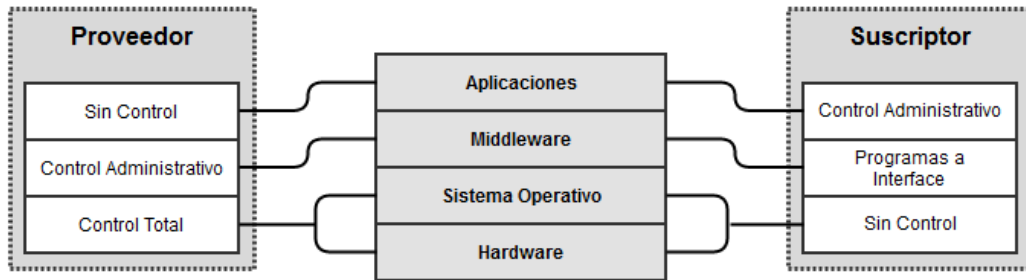 Proveedor
Sin Control
Control Administrativo
Control Total
Aplicaciones
Middleware
Sistema Operativo
Hardware
Suscriptor
Control Administrativo
Programas a
Interface
Sin Control